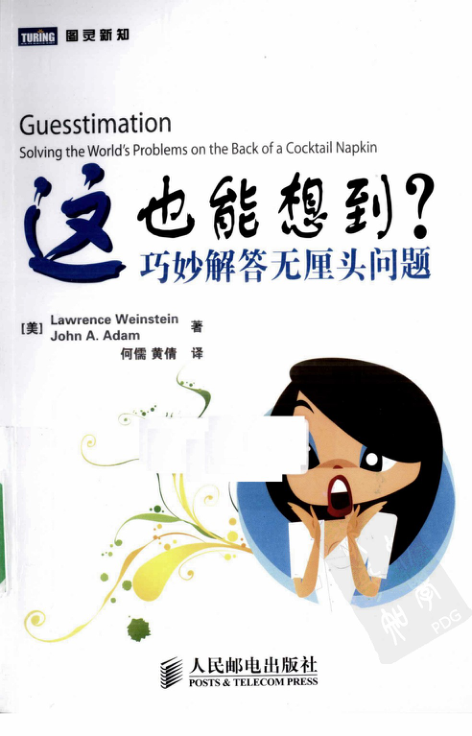 TURING 图灵新知
Guesstimation
Solving the World's Problems on the Back of a Cocktail Napkin
这也能想到?
巧妙解答无厘头问题
[美] Lawrence Weinstein
John A. Adam 著
何儒 黄倩 译
人民邮电出版社
POSTS & TELECOM PRESS
PDG